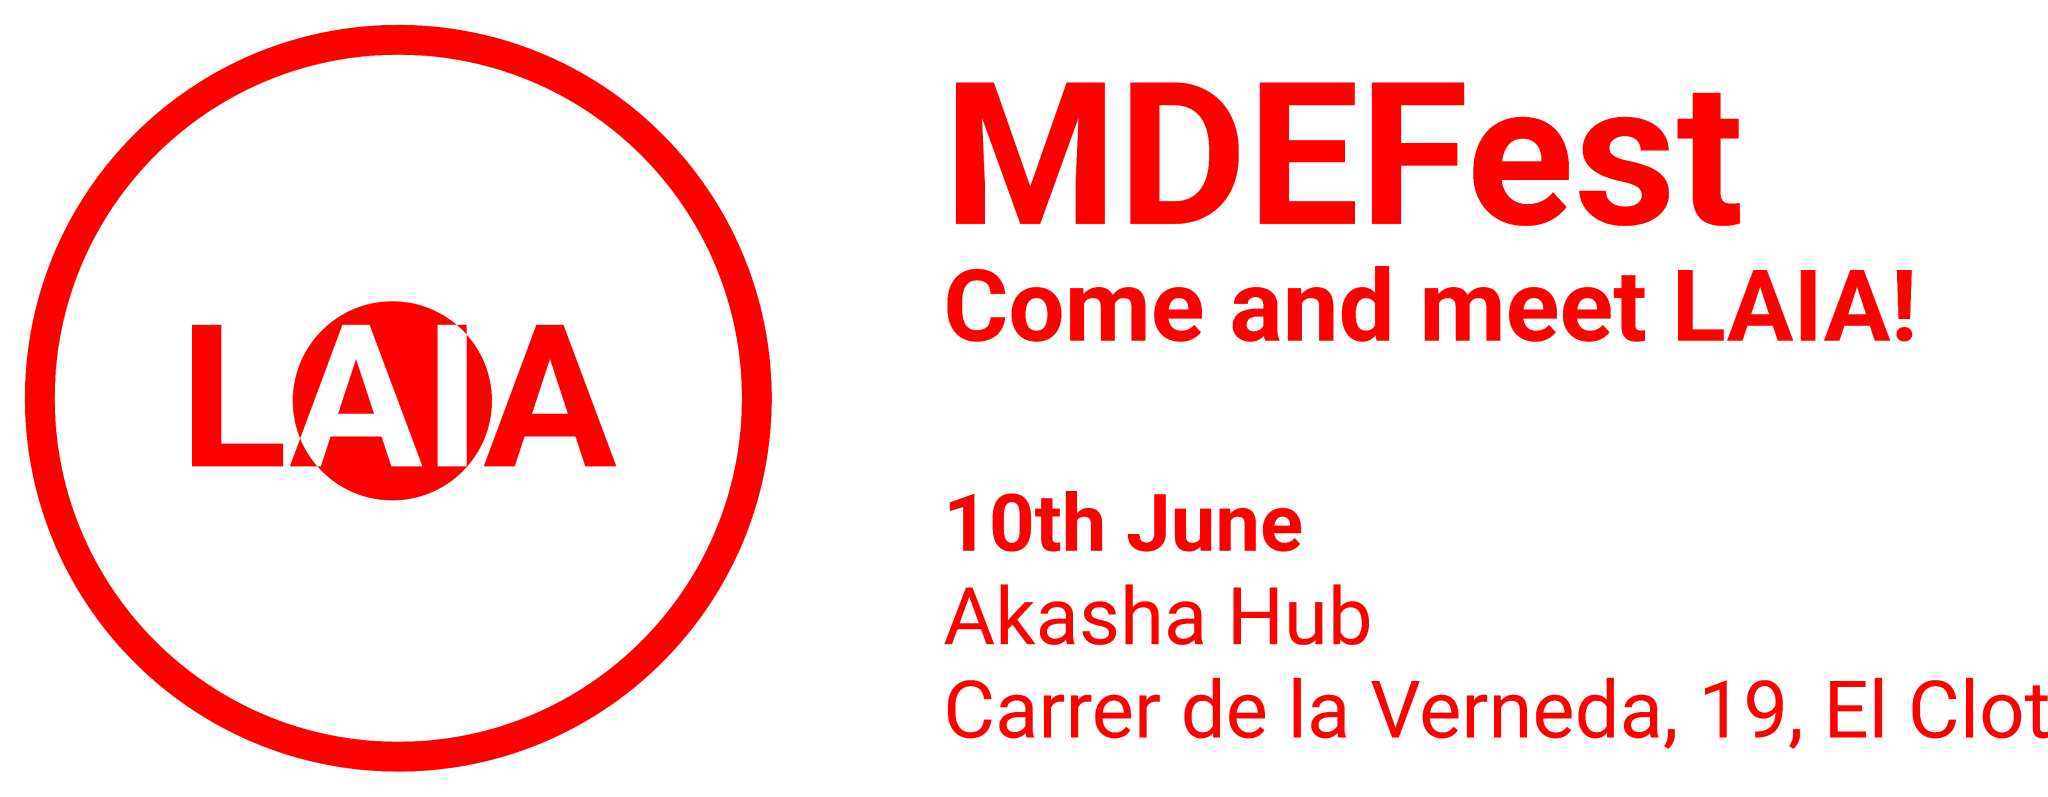 LAIA
MDEFest
Come and meet LAIA!
10th June
Akasha Hub
Carrer de la Verneda, 19, El Clot